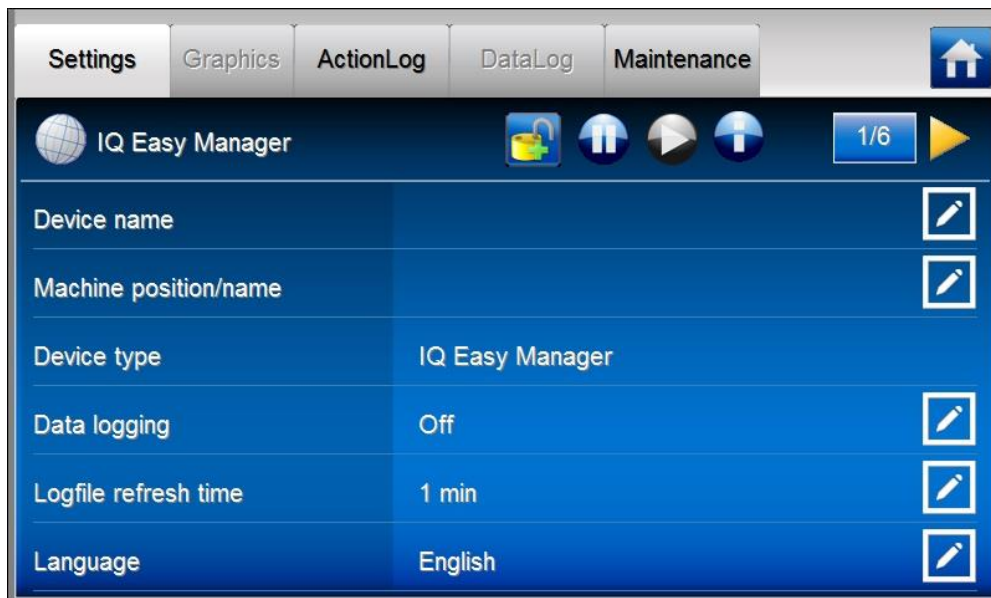 Settings Graphics ActionLog DataLog Maintenance
IQ Easy Manager 1/6
Device name
Machine position/name
Device type IQ Easy Manager
Data logging Off
Logfile refresh time 1 min
Language English